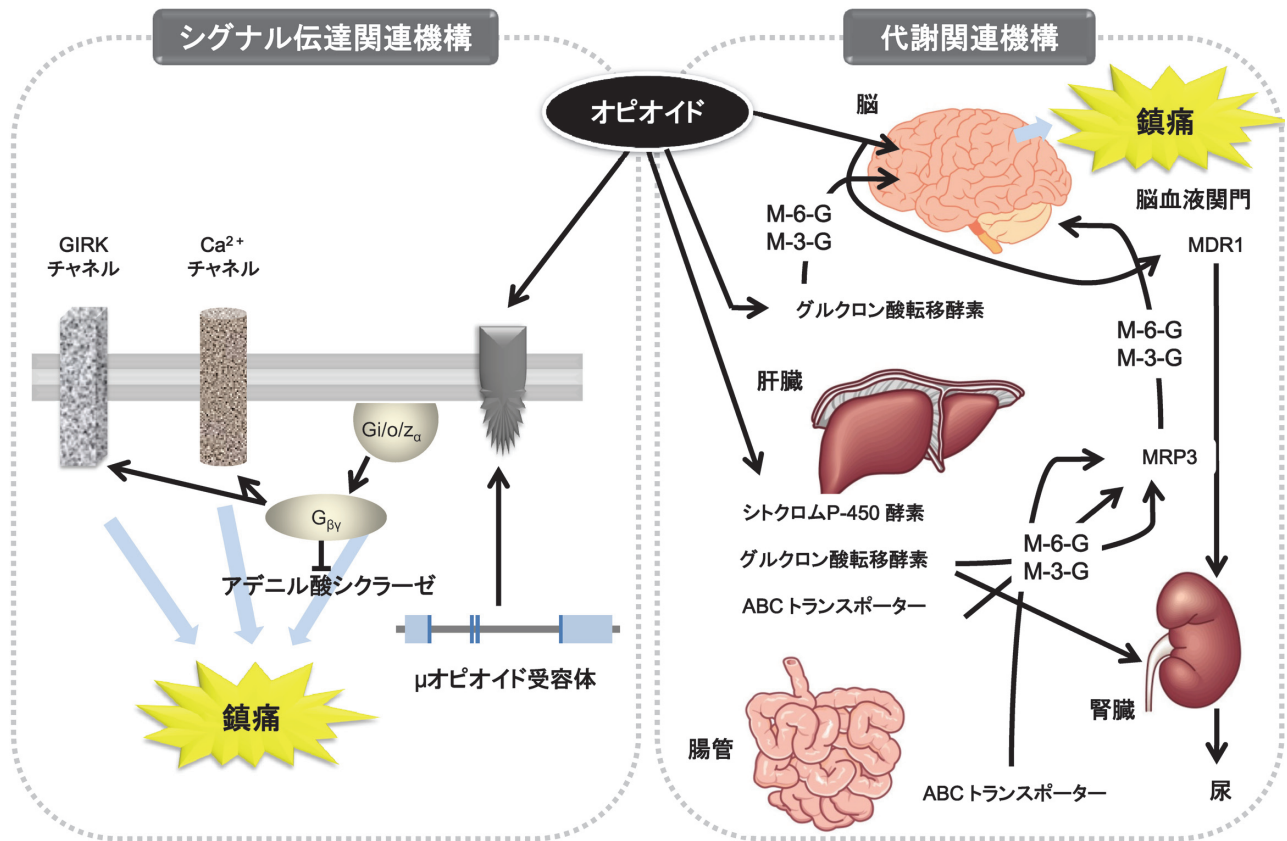 シグナル伝達関連機構
代謝関連機構
オピオイド
脳
鎮痛
脳血液関門
MDR1
M-6-G
M-3-G
グルクロン酸転移酵素
GIRK
チャネル
Ca²⁺
チャネル
Gi/o/zα
Gβγ
アデニル酸シクラーゼ
μオピオイド受容体
鎮痛
肝臓
M-6-G
M-3-G
MRP3
シトクロムP-450 酵素
グルクロン酸転移酵素
ABC トランスポーター
M-6-G
M-3-G
腸管
ABC トランスポーター
腎臓
尿